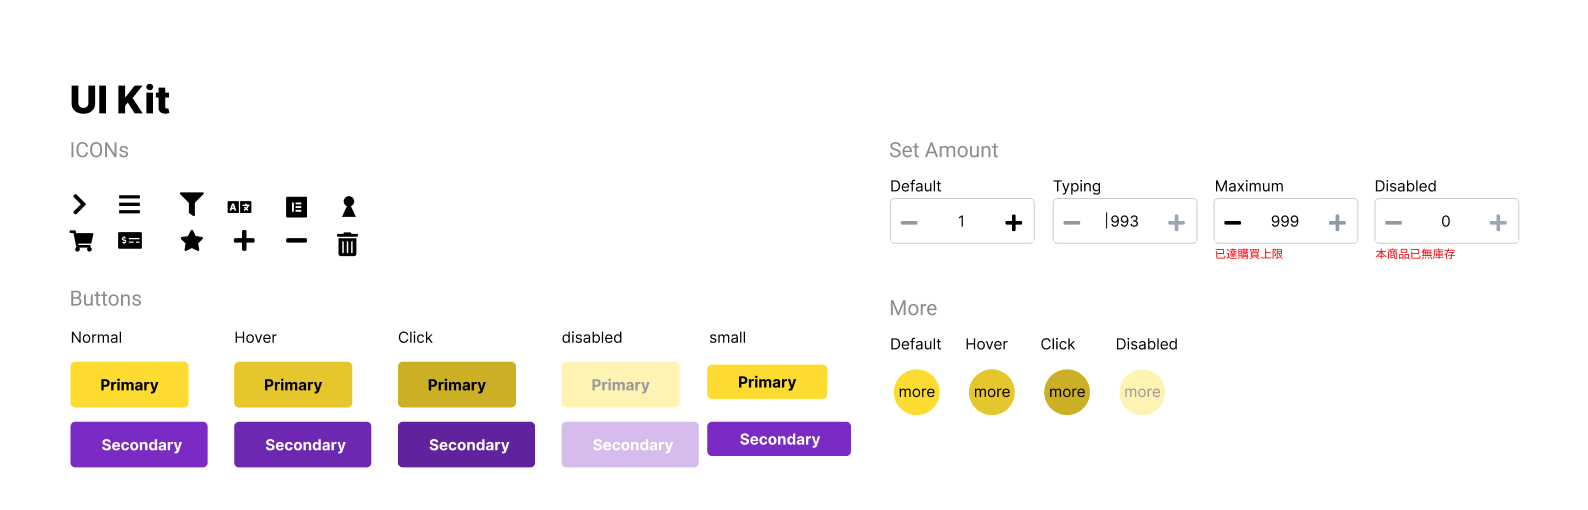 UI Kit
ICONs
Buttons
Normal
Hover
Click
disabled
small
Primary
Primary
Primary
Primary
Primary
Secondary
Secondary
Secondary
Secondary
Secondary
Set Amount
Default
Typing
Maximum
Disabled
1
993
999
0
已達購買上限
本商品已無庫存
More
Default
Hover
Click
Disabled
more
more
more
more